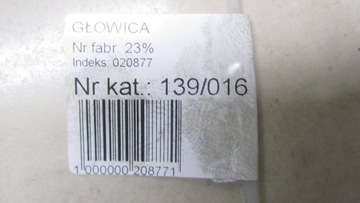 GŁOWICA
Nr fabr. 23%
Indeks. 020877
Nr kat.: 139/016
1 000000 208771